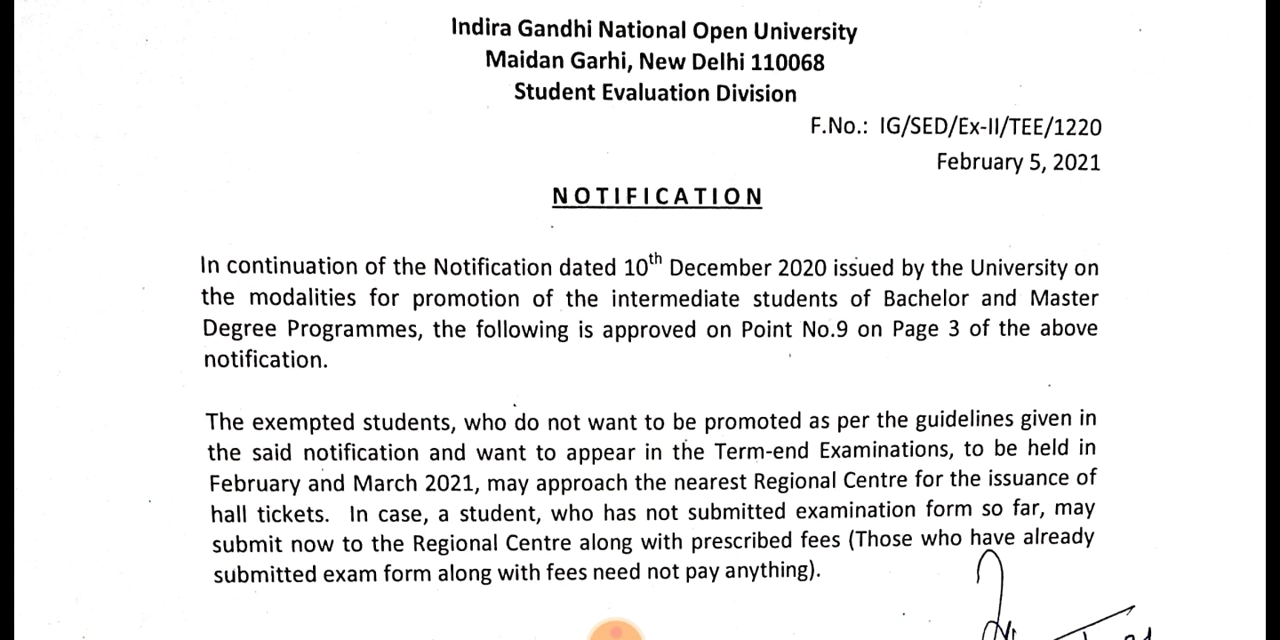 Indira Gandhi National Open University
Maidan Garhi, New Delhi 110068
Student Evaluation Division
F.No.: IG/SED/Ex-II/TEE/1220
February 5, 2021
NOTIFICATION
In continuation of the Notification dated 10th December 2020 issued by the University on
the modalities for promotion of the intermediate students of Bachelor and Master
Degree Programmes, the following is approved on Point No.9 on Page 3 of the above
notification.
The exempted students, who do not want to be promoted as per the guidelines given in
the said notification and want to appear in the Term-end Examinations, to be held in
February and March 2021, may approach the nearest Regional Centre for the issuance of
hall tickets. In case, a student, who has not submitted examination form so far, may
submit now to the Regional Centre along with prescribed fees (Those who have already
submitted exam form along with fees need not pay anything).